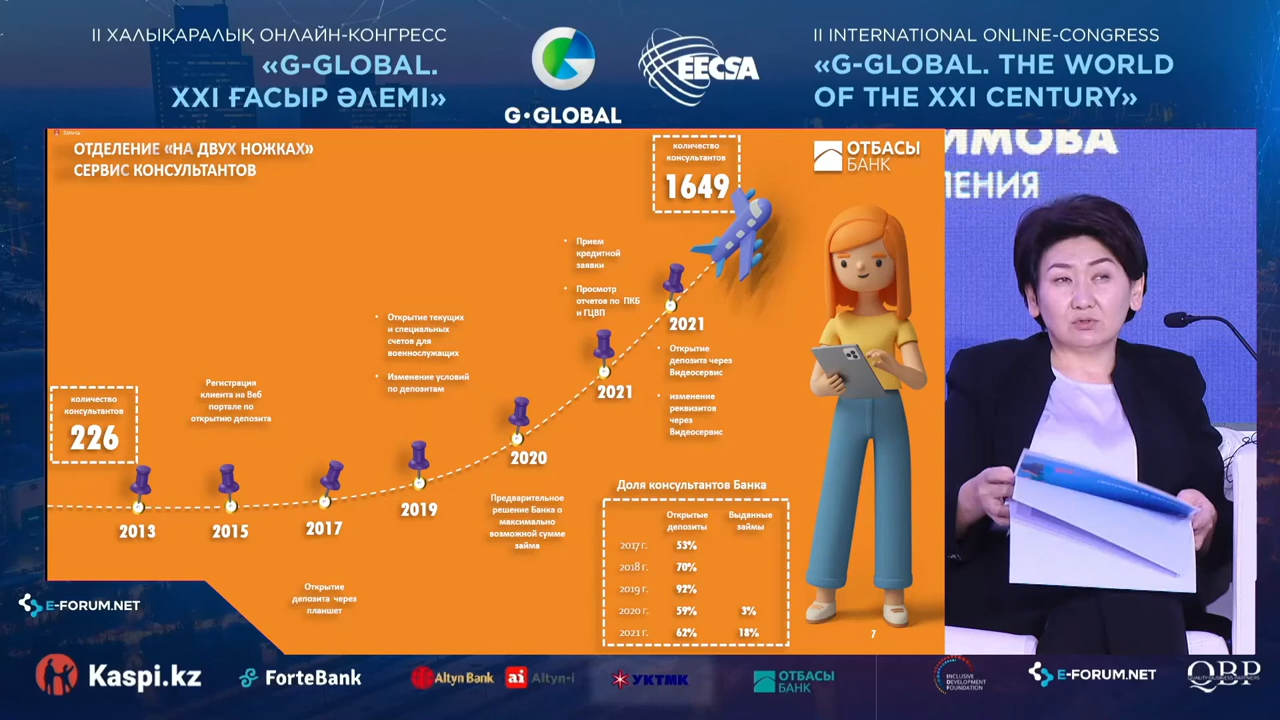 II ХАЛЫҚАРАЛЫҚ ОНЛАЙН-КОНГРЕСС
«G-GLOBAL.
XXI ҒАСЫР ӘЛЕМІ»
G·GLOBAL
EECSA
II INTERNATIONAL ONLINE-CONGRESS
«G-GLOBAL. THE WORLD
OF THE XXI CENTURY»
ОТДЕЛЕНИЕ «НА ДВУХ НОЖКАХ»
СЕРВИС КОНСУЛЬТАНТОВ
количество
консультантов
1649
ОТБАСЫ
БАНК
• Прием
кредитной
заявки
• Просмотр
отчетов по ПКБ
и ГЦВП
2021
• Открытие
депозита через
Видеосервис
• изменение
реквизитов
через
Видеосервис
2021
• Открытие текущих
и специальных
счетов для
военнослужащих
• Изменение условий
по депозитам
Регистрация
клиента на Веб
портале по
открытию депозита
количество
консультантов
226
2013
2015
2017
2019
2020
Предварительное
решение Банка о
максимально
возможной сумме
займа
Открытие
депозита через
планшет
Доля консультантов Банка
Открытые депозиты Выданные займы
2017 г. 53%
2018 г. 70%
2019 г. 92%
2020 г. 59% 3%
2021 г. 62% 18%
7
ИМОВА
ЛЕНИЯ
E-FORUM.NET
Kaspi.kz
ForteBank
Altyn Bank
ai Altyn-i
УКТМК
ОТБАСЫ
БАНК
INCLUSIVE
DEVELOPMENT
FOUNDATION
E-FORUM.NET
QBP
QUALITY BUSINESS PARTNERS